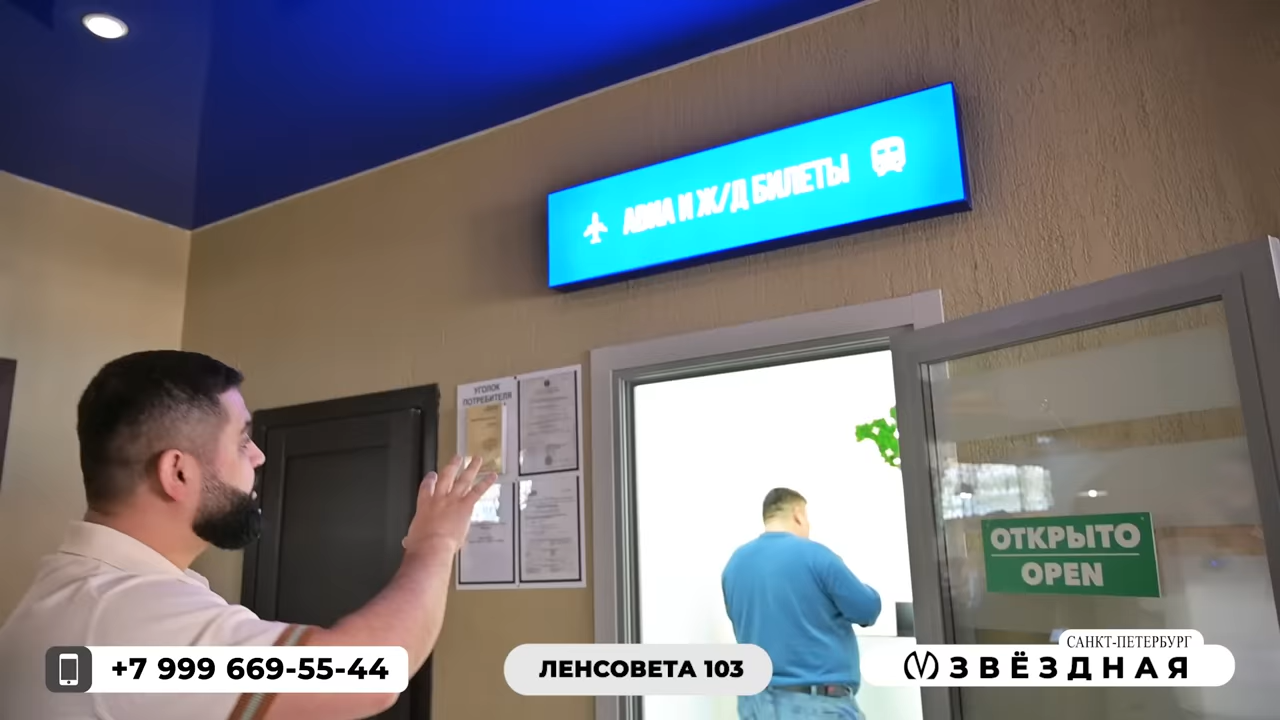 АВИА И Ж/Д БИЛЕТЫ
УГОЛОК
ПОТРЕБИТЕЛЯ
ОТКРЫТО
OPEN
+7 999 669-55-44
ЛЕНСОВЕТА 103
САНКТ-ПЕТЕРБУРГ
ЗВЁЗДНАЯ